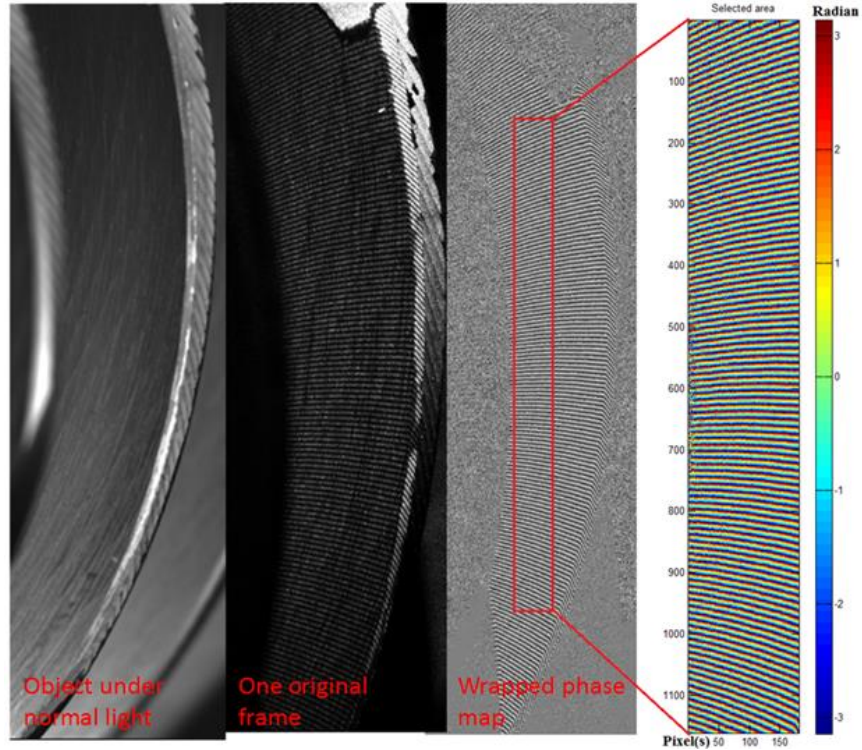 Selected area
Radian
3
2
1
0
-1
-2
-3
100
200
300
400
500
600
700
800
900
1000
1100
Pixel(s) 50 100 150
Object under
normal light
One original
frame
Wrapped phase
map